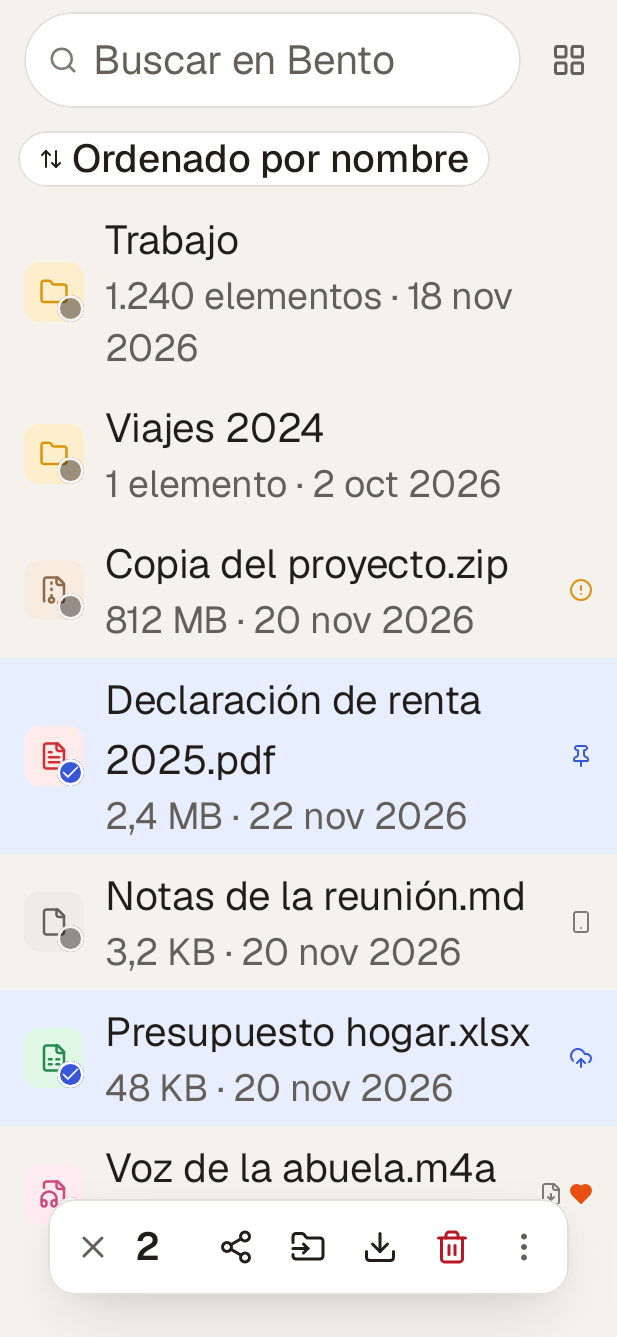 Buscar en Bento
Ordenado por nombre
Trabajo
1.240 elementos · 18 nov
2026
Viajes 2024
1 elemento · 2 oct 2026
Copia del proyecto.zip
812 MB · 20 nov 2026
Declaración de renta
2025.pdf
2,4 MB · 22 nov 2026
Notas de la reunión.md
3,2 KB · 20 nov 2026
Presupuesto hogar.xlsx
48 KB · 20 nov 2026
Voz de la abuela.m4a
2